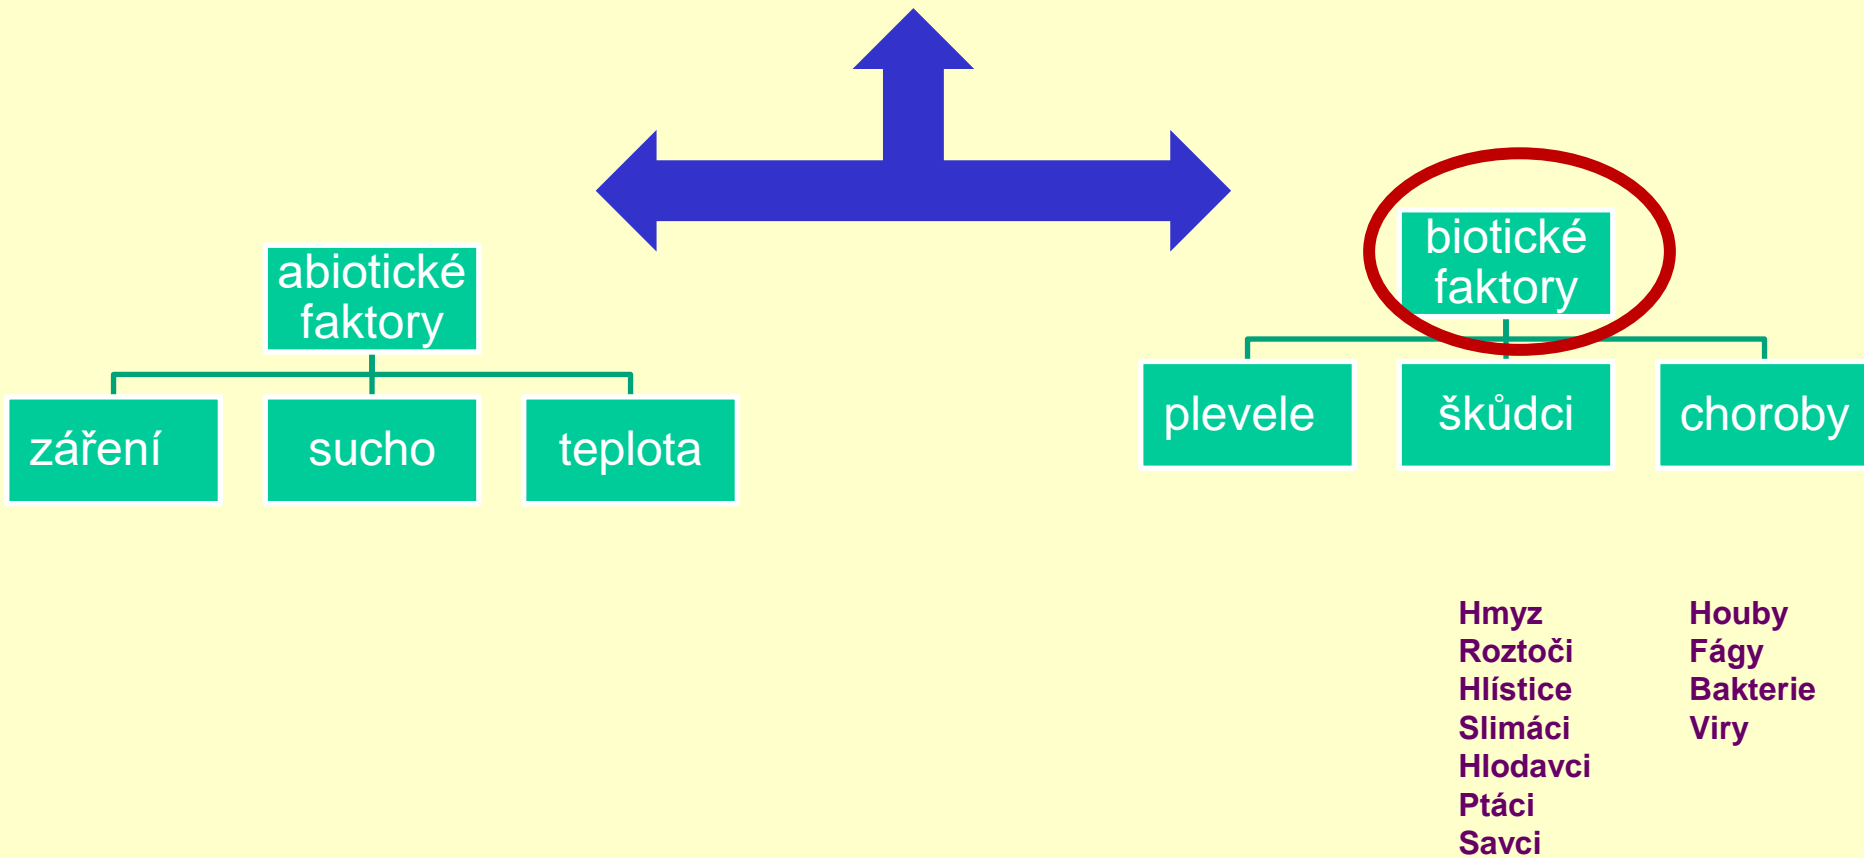 abiotické
faktory
záření
sucho
teplota
biotické
faktory
plevele
škůdci
choroby
Hmyz
Roztoči
Hlístice
Slimáci
Hlodavci
Ptáci
Savci
Houby
Fágy
Bakterie
Viry